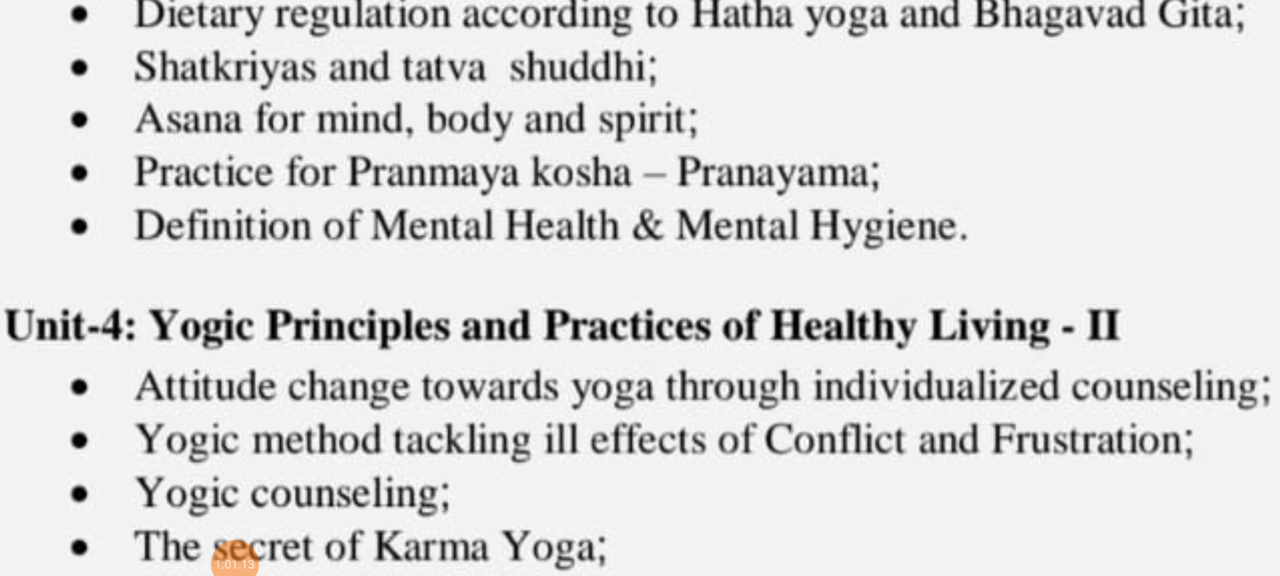 • Dietary regulation according to Hatha yoga and Bhagavad Gita;
• Shatkriyas and tatva shuddhi;
• Asana for mind, body and spirit;
• Practice for Pranmaya kosha – Pranayama;
• Definition of Mental Health & Mental Hygiene.
Unit-4: Yogic Principles and Practices of Healthy Living - II
• Attitude change towards yoga through individualized counseling;
• Yogic method tackling ill effects of Conflict and Frustration;
• Yogic counseling;
• The secret of Karma Yoga;
1:01:13